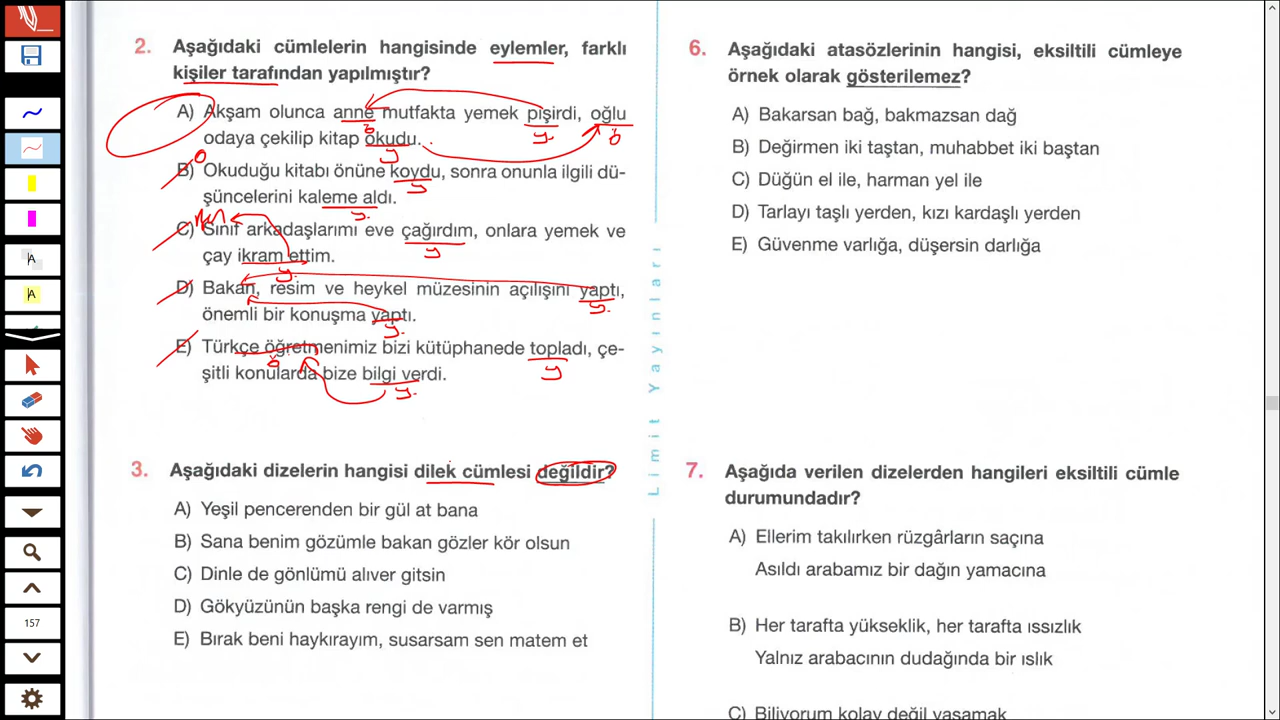 2. Aşağıdaki cümlelerin hangisinde eylemler, farklı
kişiler tarafından yapılmıştır?
A) Akşam olunca anne mutfakta yemek pişirdi, oğlu
ö y. ö
odaya çekilip kitap okudu.
y
B) Okuduğu kitabı önüne koydu, sonra onunla ilgili dü-
o
y
şüncelerini kaleme aldı.
y.
C) Sınıf arkadaşlarımı eve çağırdım, onlara yemek ve
y
çay ikram ettim.
y.
D) Bakan, resim ve heykel müzesinin açılışını yaptı,
y.
önemli bir konuşma yaptı.
y.
E) Türkçe öğretmenimiz bizi kütüphanede topladı, çe-
ö y
şitli konularda bize bilgi verdi.
y.
3. Aşağıdaki dizelerin hangisi dilek cümlesi değildir?
A) Yeşil pencerenden bir gül at bana
B) Sana benim gözümle bakan gözler kör olsun
C) Dinle de gönlümü alıver gitsin
D) Gökyüzünün başka rengi de varmış
E) Bırak beni haykırayım, susarsam sen matem et
Limit Yayınları
6. Aşağıdaki atasözlerinin hangisi, eksiltili cümleye
örnek olarak gösterilemez?
A) Bakarsan bağ, bakmazsan dağ
B) Değirmen iki taştan, muhabbet iki baştan
C) Düğün el ile, harman yel ile
D) Tarlayı taşlı yerden, kızı kardaşlı yerden
E) Güvenme varlığa, düşersin darlığa
7. Aşağıda verilen dizelerden hangileri eksiltili cümle
durumundadır?
A) Ellerim takılırken rüzgârların saçına
Asıldı arabamız bir dağın yamacına
B) Her tarafta yükseklik, her tarafta ıssızlık
Yalnız arabacının dudağında bir ıslık
C) Biliyorum kolay değil yaşamak
A
A
157